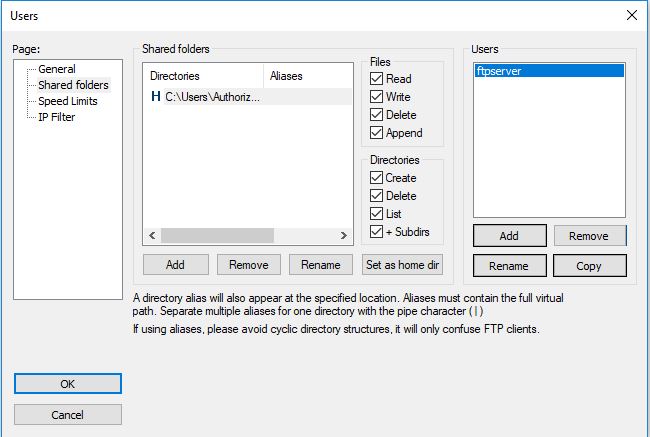 Users
Page:
General
Shared folders
Speed Limits
IP Filter
Shared folders
Directories Aliases
H C:\Users\Authoriz...
Files
Read
Write
Delete
Append
Directories
Create
Delete
List
+ Subdirs
Add Remove Rename Set as home dir
Users
ftpserver
Add Remove
Rename Copy
A directory alias will also appear at the specified location. Aliases must contain the full virtual
path. Separate multiple aliases for one directory with the pipe character ( | )
If using aliases, please avoid cyclic directory structures, it will only confuse FTP clients.
OK
Cancel